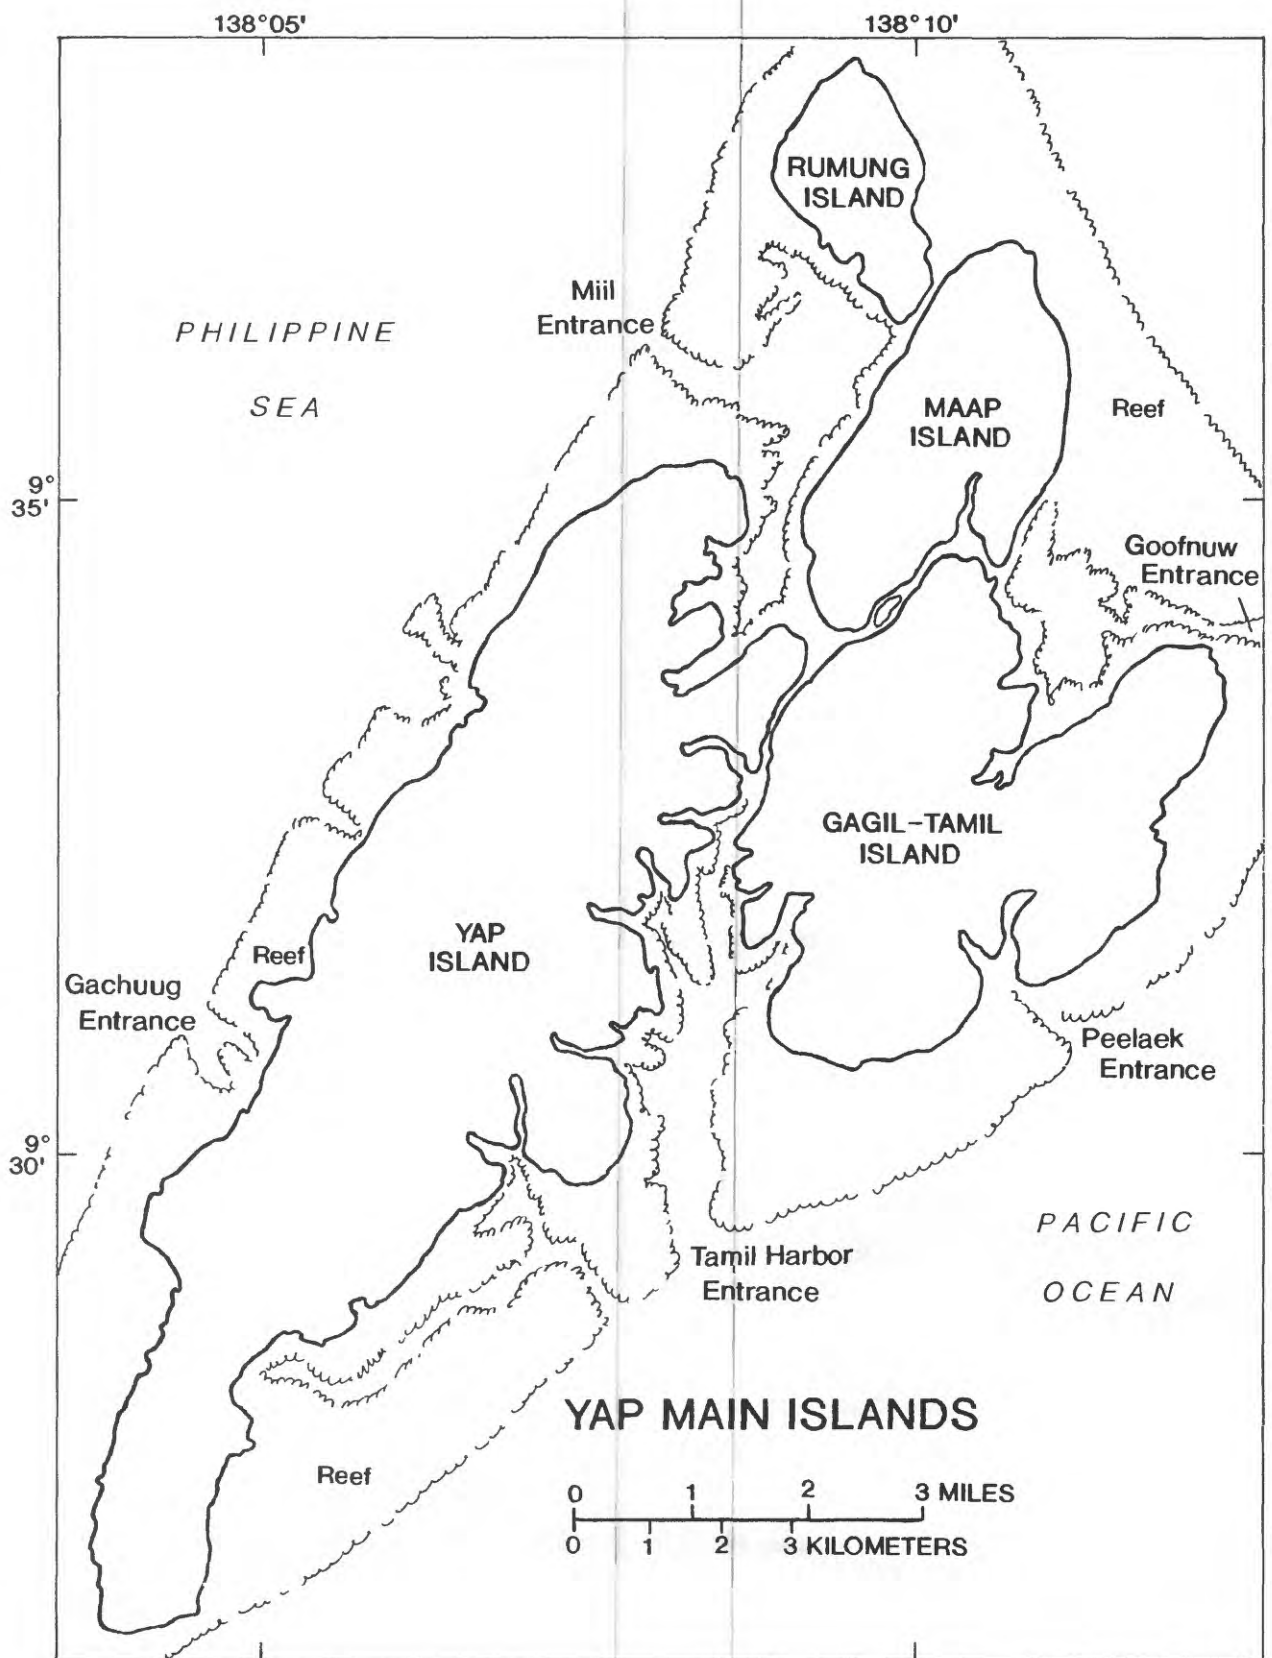 138°05'
138°10'
RUMUNG
ISLAND
Miil
Entrance
PHILIPPINE
SEA
MAAP
ISLAND
Reef
9°
35'
Goofnuw
Entrance
GAGIL-TAMIL
ISLAND
YAP
ISLAND
Reef
Gachuug
Entrance
Peelaek
Entrance
9°
30'
PACIFIC
OCEAN
Tamil Harbor
Entrance
YAP MAIN ISLANDS
Reef
0 1 2 3 MILES
0 1 2 3 KILOMETERS